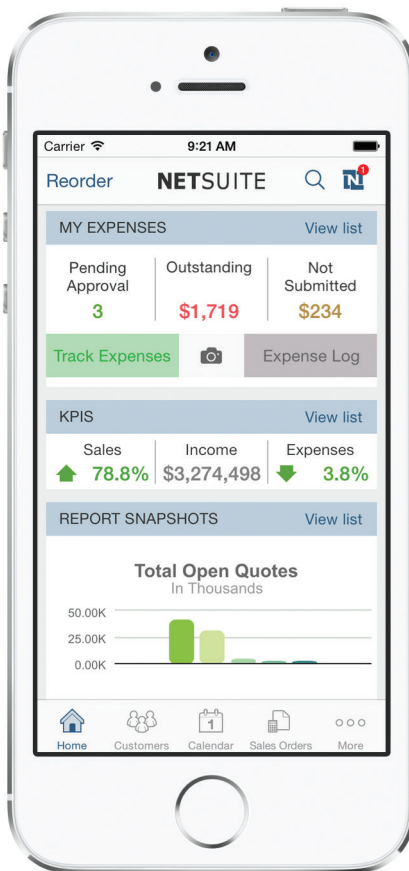 Carrier 9:21 AM
Reorder NETSUITE 1
MY EXPENSES View list
Pending Approval Outstanding Not Submitted
3 $1,719 $234
Track Expenses Expense Log
KPIS View list
Sales Income Expenses
78.8% $3,274,498 3.8%
REPORT SNAPSHOTS View list
Total Open Quotes
In Thousands
50.00K
25.00K
0.00K
1
Home Customers Calendar Sales Orders More